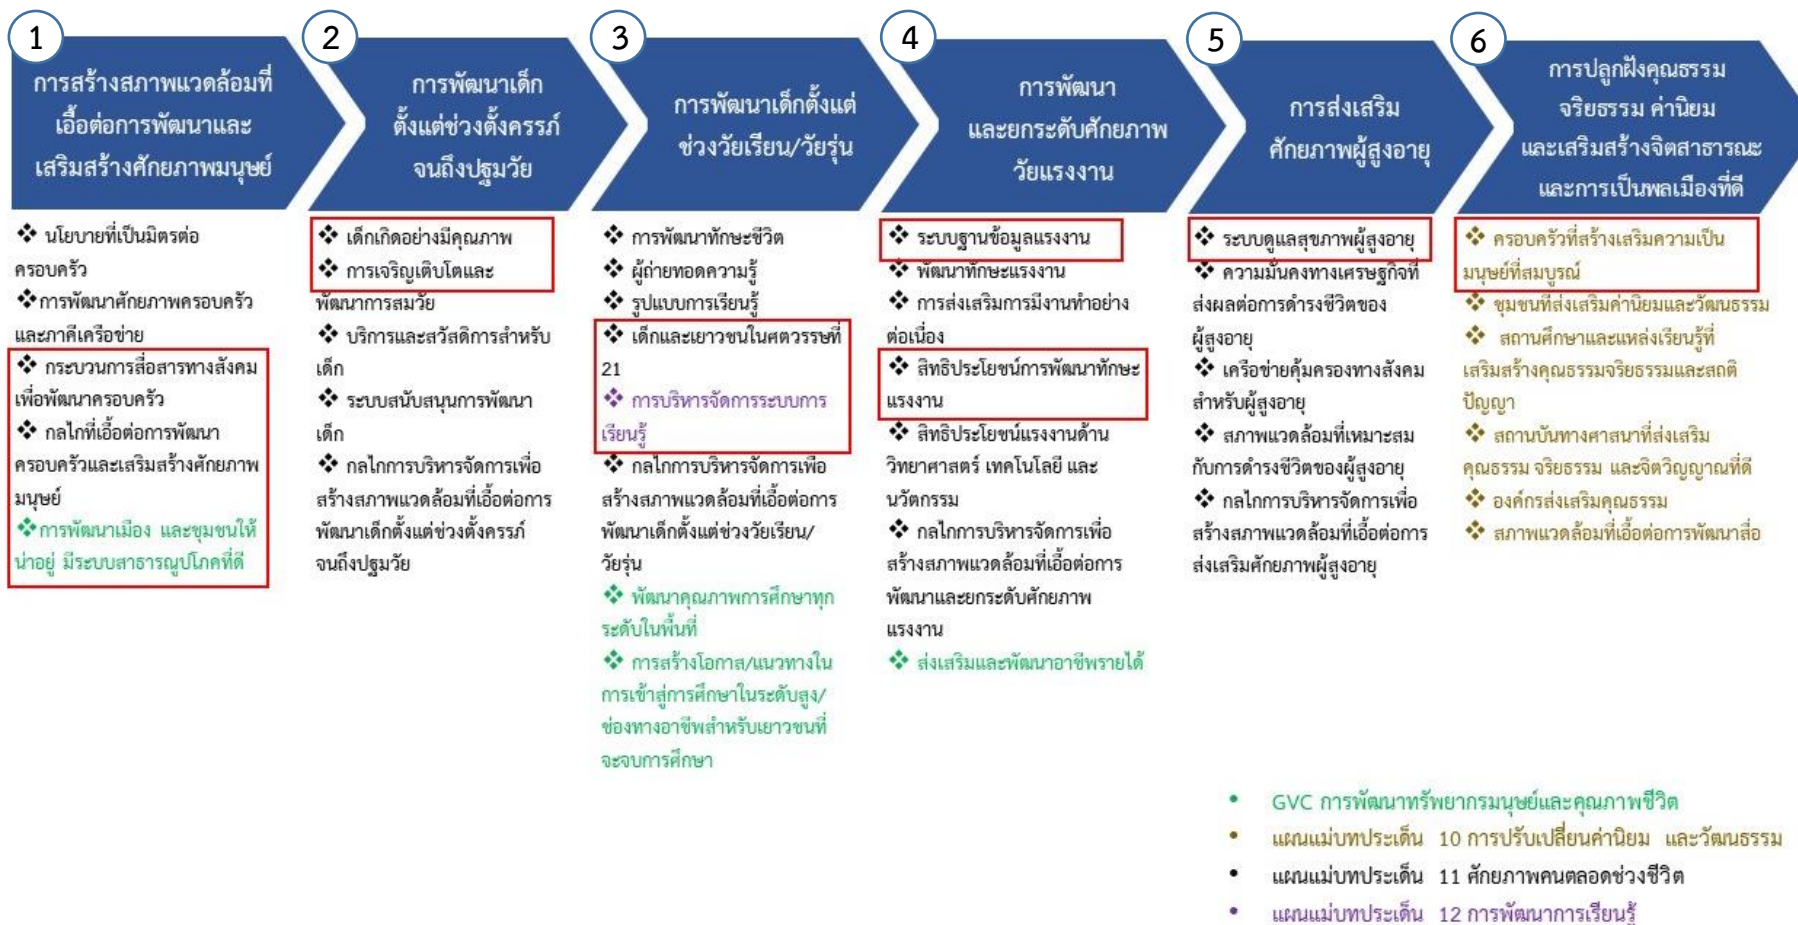 1
การสร้างสภาพแวดล้อมที่
เอื้อต่อการพัฒนาและ
เสริมสร้างศักยภาพมนุษย์
❖ นโยบายที่เป็นมิตรต่อ
ครอบครัว
❖การพัฒนาศักยภาพครอบครัว
และภาคีเครือข่าย
❖ กระบวนการสื่อสารทางสังคม
เพื่อพัฒนาครอบครัว
❖ กลไกที่เอื้อต่อการพัฒนา
ครอบครัวและเสริมสร้างศักยภาพ
มนุษย์
❖การพัฒนาเมือง และชุมชนให้
น่าอยู่ มีระบบสาธารณูปโภคที่ดี
2
การพัฒนาเด็ก
ตั้งแต่ช่วงตั้งครรภ์
จนถึงปฐมวัย
❖ เด็กเกิดอย่างมีคุณภาพ
❖ การเจริญเติบโตและ
พัฒนาการสมวัย
❖ บริการและสวัสดิการสำหรับ
เด็ก
❖ ระบบสนับสนุนการพัฒนา
เด็ก
❖ กลไกการบริหารจัดการเพื่อ
สร้างสภาพแวดล้อมที่เอื้อต่อการ
พัฒนาเด็กตั้งแต่ช่วงตั้งครรภ์
จนถึงปฐมวัย
3
การพัฒนาเด็กตั้งแต่
ช่วงวัยเรียน/วัยรุ่น
❖ การพัฒนาทักษะชีวิต
❖ ผู้ถ่ายทอดความรู้
❖ รูปแบบการเรียนรู้
❖ เด็กและเยาวชนในศตวรรษที่
21
❖ การบริหารจัดการระบบการ
เรียนรู้
❖ กลไกการบริหารจัดการเพื่อ
สร้างสภาพแวดล้อมที่เอื้อต่อการ
พัฒนาเด็กตั้งแต่ช่วงวัยเรียน/
วัยรุ่น
❖ พัฒนาคุณภาพการศึกษาทุก
ระดับในพื้นที่
❖ การสร้างโอกาส/แนวทางใน
การเข้าสู่การศึกษาในระดับสูง/
ช่องทางอาชีพสำหรับเยาวชนที่
จะจบการศึกษา
4
การพัฒนา
และยกระดับศักยภาพ
วัยแรงงาน
❖ ระบบฐานข้อมูลแรงงาน
❖ พัฒนาทักษะแรงงาน
❖ การส่งเสริมการมีงานทำอย่าง
ต่อเนื่อง
❖ สิทธิประโยชน์การพัฒนาทักษะ
แรงงาน
❖ สิทธิประโยชน์แรงงานด้าน
วิทยาศาสตร์ เทคโนโลยี และ
นวัตกรรม
❖ กลไกการบริหารจัดการเพื่อ
สร้างสภาพแวดล้อมที่เอื้อต่อการ
พัฒนาและยกระดับศักยภาพ
แรงงาน
❖ ส่งเสริมและพัฒนาอาชีพรายได้
5
การส่งเสริม
ศักยภาพผู้สูงอายุ
❖ ระบบดูแลสุขภาพผู้สูงอายุ
❖ ความมั่นคงทางเศรษฐกิจที่
ส่งผลต่อการดำรงชีวิตของ
ผู้สูงอายุ
❖ เครือข่ายคุ้มครองทางสังคม
สำหรับผู้สูงอายุ
❖ สภาพแวดล้อมที่เหมาะสม
กับการดำรงชีวิตของผู้สูงอายุ
❖ กลไกการบริหารจัดการเพื่อ
สร้างสภาพแวดล้อมที่เอื้อต่อการ
ส่งเสริมศักยภาพผู้สูงอายุ
6
การปลูกฝังคุณธรรม
จริยธรรม ค่านิยม
และเสริมสร้างจิตสาธารณะ
และการเป็นพลเมืองที่ดี
❖ ครอบครัวที่สร้างเสริมความเป็น
มนุษย์ที่สมบูรณ์
❖ ชุมชนที่ส่งเสริมค่านิยมและวัฒนธรรม
❖ สถานศึกษาและแหล่งเรียนรู้ที่
เสริมสร้างคุณธรรมจริยธรรมและสติ
ปัญญา
❖ สถาบันทางศาสนาที่ส่งเสริม
คุณธรรม จริยธรรม และจิตวิญญาณที่ดี
❖ องค์กรส่งเสริมคุณธรรม
❖ สภาพแวดล้อมที่เอื้อต่อการพัฒนาสื่อ
• GVC การพัฒนาทรัพยากรมนุษย์และคุณภาพชีวิต
• แผนแม่บทประเด็น 10 การปรับเปลี่ยนค่านิยม และวัฒนธรรม
• แผนแม่บทประเด็น 11 ศักยภาพคนตลอดช่วงชีวิต
• แผนแม่บทประเด็น 12 การพัฒนาการเรียนรู้